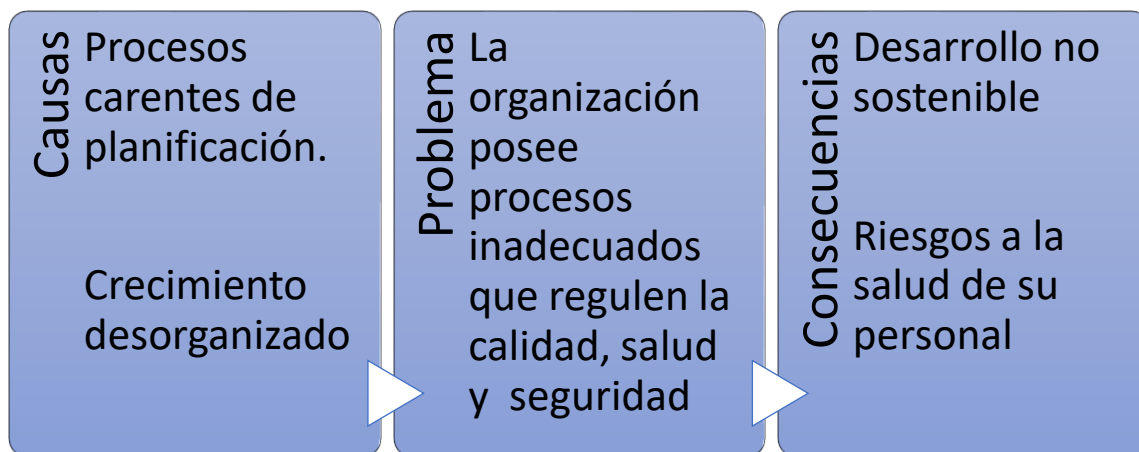 Causas
Procesos
carentes de
planificación.
Crecimiento
desorganizado
Problema
La
organización
posee
procesos
inadecuados
que regulen la
calidad, salud
y  seguridad
Consecuencias
Desarrollo no
sostenible
Riesgos a la
salud de su
personal